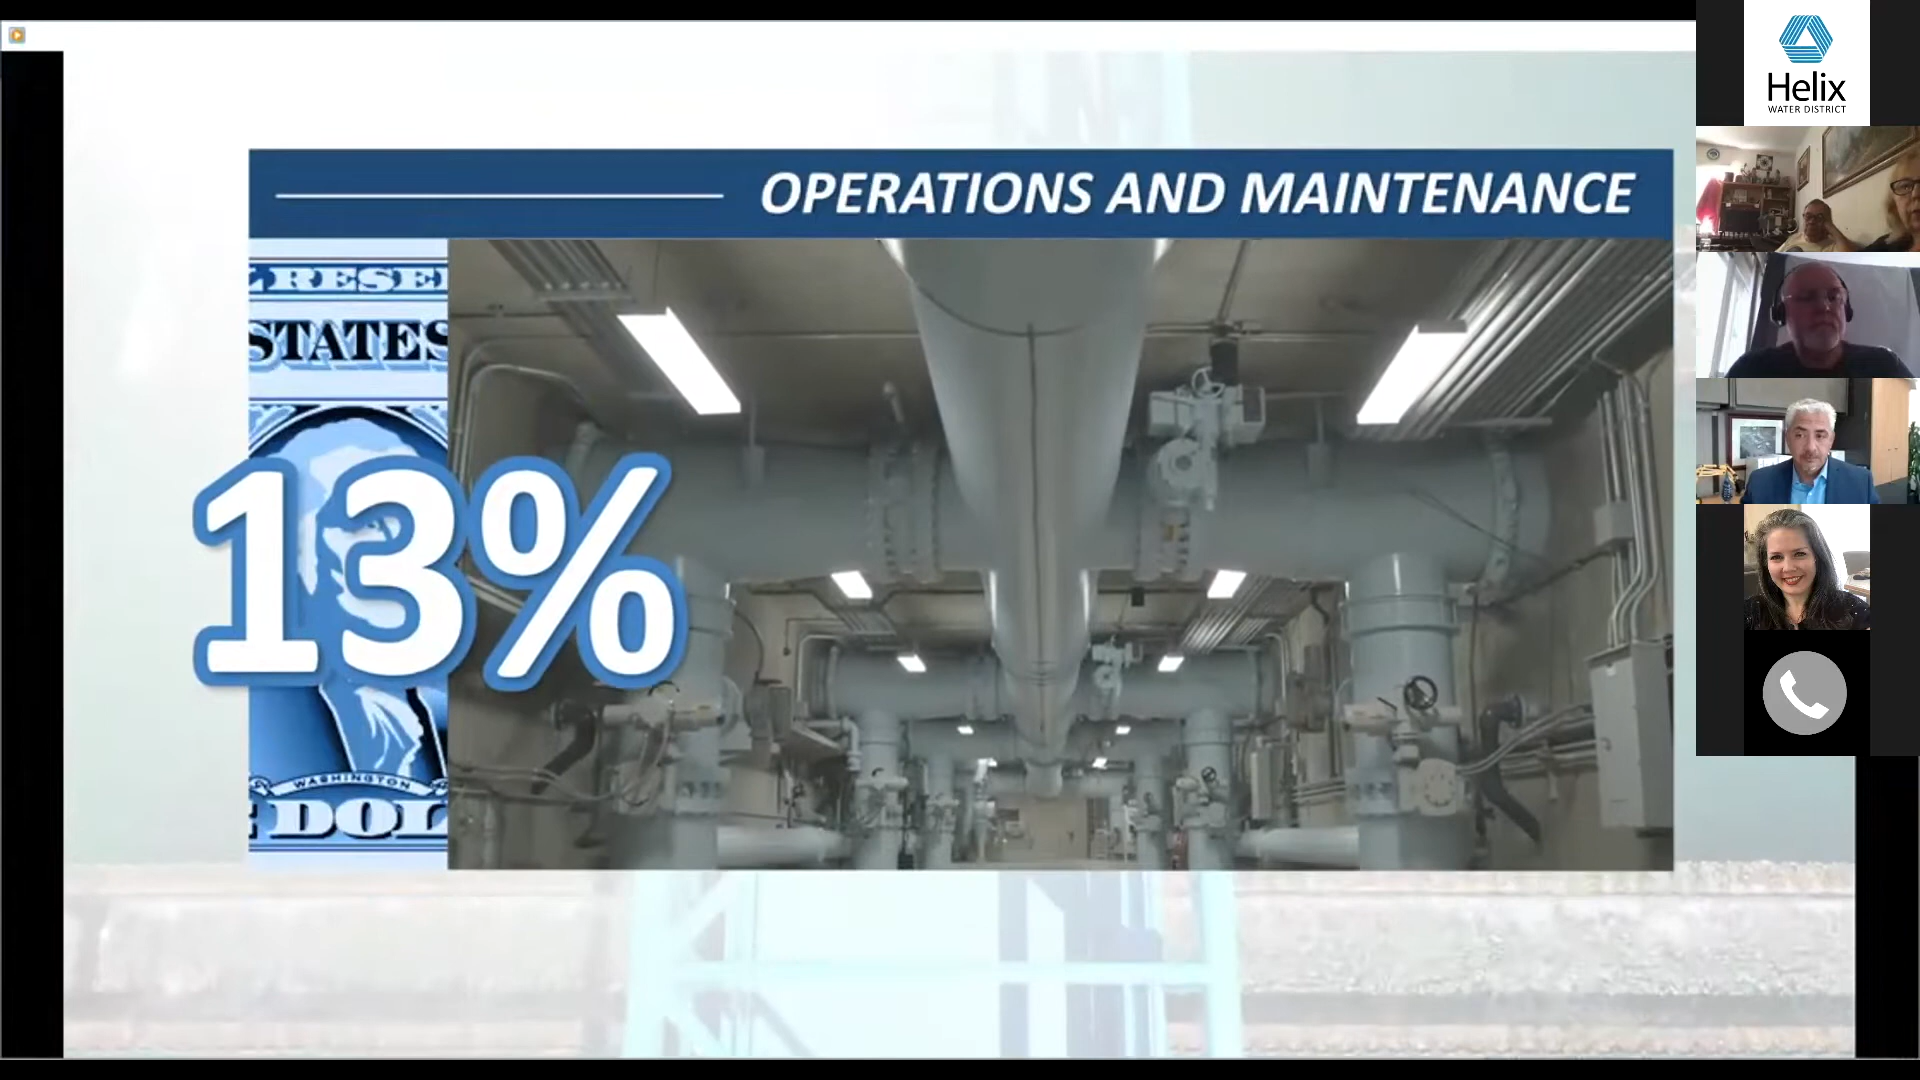 OPERATIONS AND MAINTENANCE
L RESE
STATES
13%
WASHINGTON
DOL
Helix
WATER DISTRICT